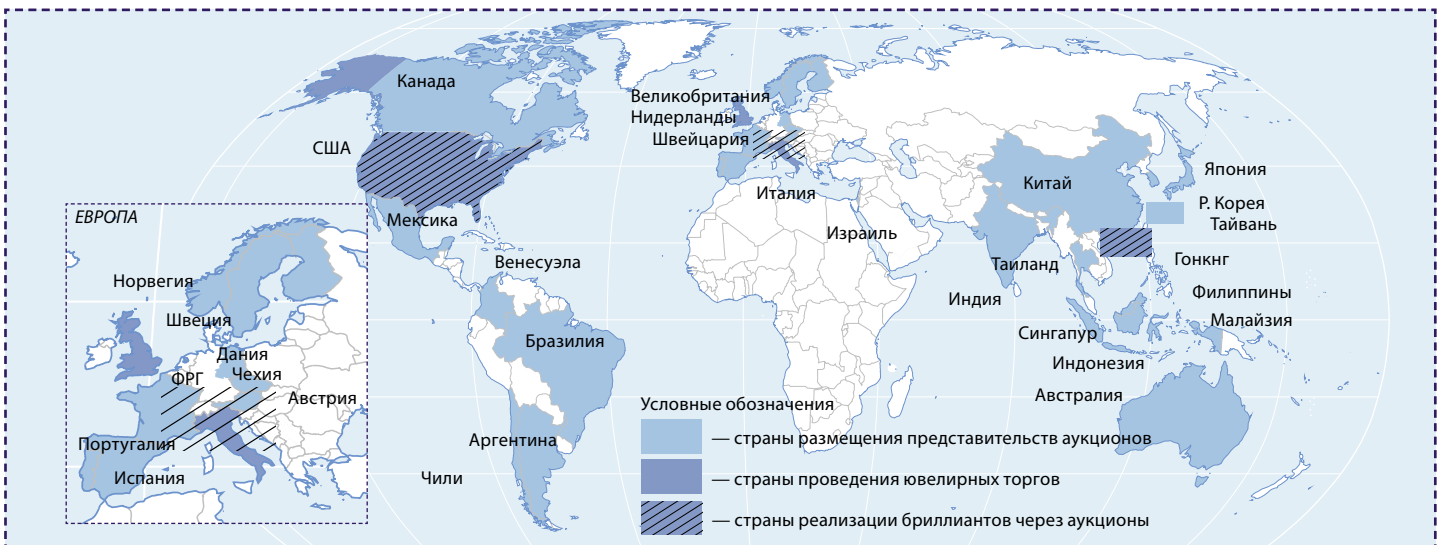 Канада
США
Мексика
Венесуэла
Бразилия
Аргентина
Чили
ЕВРОПА
Норвегия
Швеция
Дания
Чехия
ФРГ
Австрия
Португалия
Испания
Великобритания
Нидерланды
Швейцария
Италия
Израиль
Китай
Япония
Р. Корея
Тайвань
Гонкнг
Таиланд
Индия
Филиппины
Малайзия
Сингапур
Индонезия
Австралия
Условные обозначения
— страны размещения представительств аукционов
— страны проведения ювелирных торгов
— страны реализации бриллиантов через аукционы